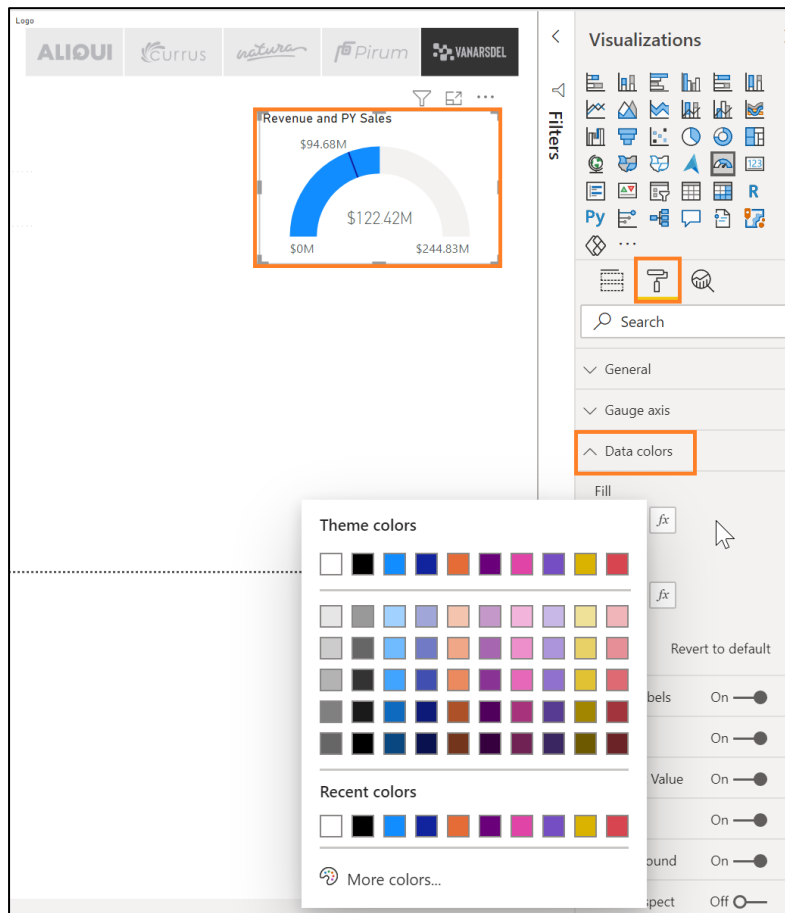 Logo
ALIQUI
Currus
natura
Pirum
VANARSDEL
Revenue and PY Sales
$94.68M
$122.42M
$0M
$244.83M
Filters
Visualizations
123
R
Py
Search
General
Gauge axis
Data colors
Fill
fx
fx
Revert to default
bels On
On
Value On
On
ound On
spect Off
Theme colors
Recent colors
More colors...